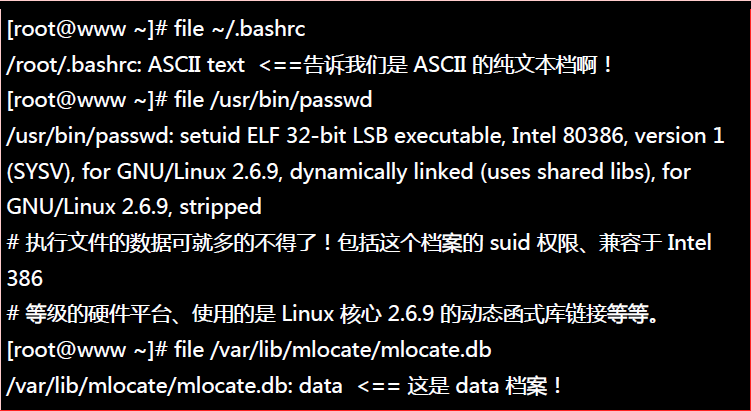 [root@www ~]# file ~/.bashrc
/root/.bashrc: ASCII text <==告诉我们是 ASCII 的纯文本档啊！
[root@www ~]# file /usr/bin/passwd
/usr/bin/passwd: setuid ELF 32-bit LSB executable, Intel 80386, version 1
(SYSV), for GNU/Linux 2.6.9, dynamically linked (uses shared libs), for
GNU/Linux 2.6.9, stripped
# 执行文件的数据可就多的不得了！包括这个档案的 suid 权限、兼容于 Intel
386
# 等级的硬件平台、使用的是 Linux 核心 2.6.9 的动态函式库链接等等。
[root@www ~]# file /var/lib/mlocate/mlocate.db
/var/lib/mlocate/mlocate.db: data <== 这是 data 档案！